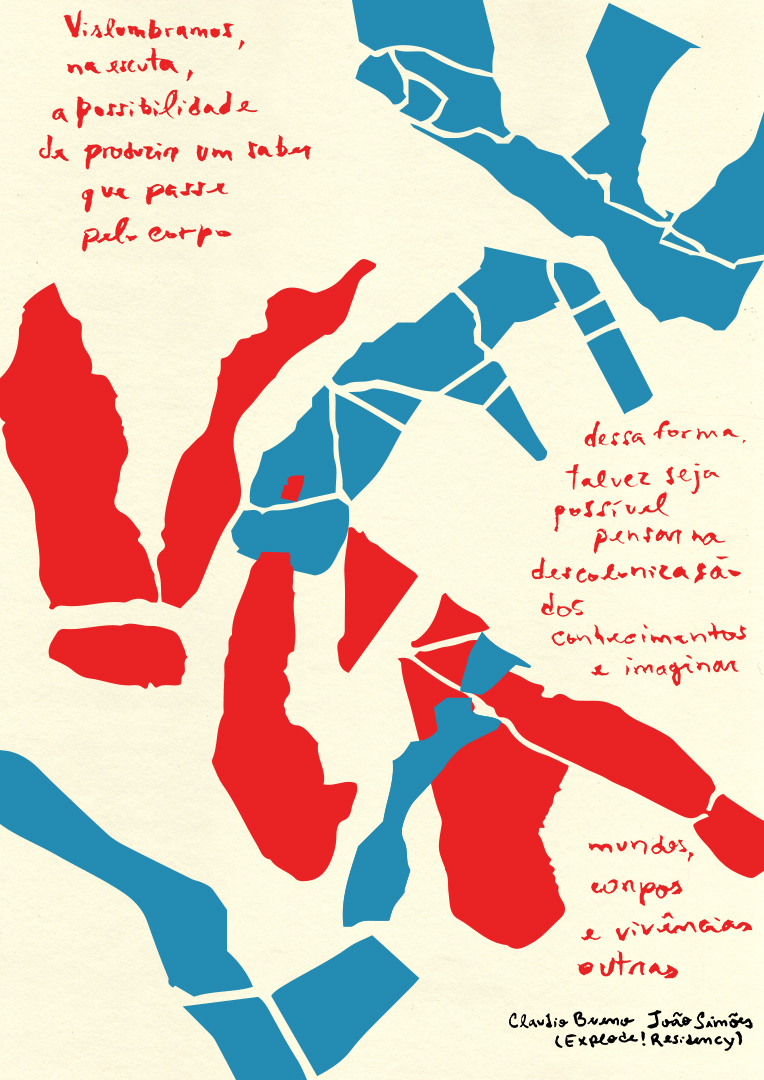 Vislumbramos,
na escuta,
a possibilidade
de produzir um saber
que passe
pelo corpo
dessa forma,
talvez seja
possível
pensar na
descolonização
dos
conhecimentos
e imaginar
mundos,
corpos
e vivências
outras
Claudio Bueno João Simões
(Explode! Residency)